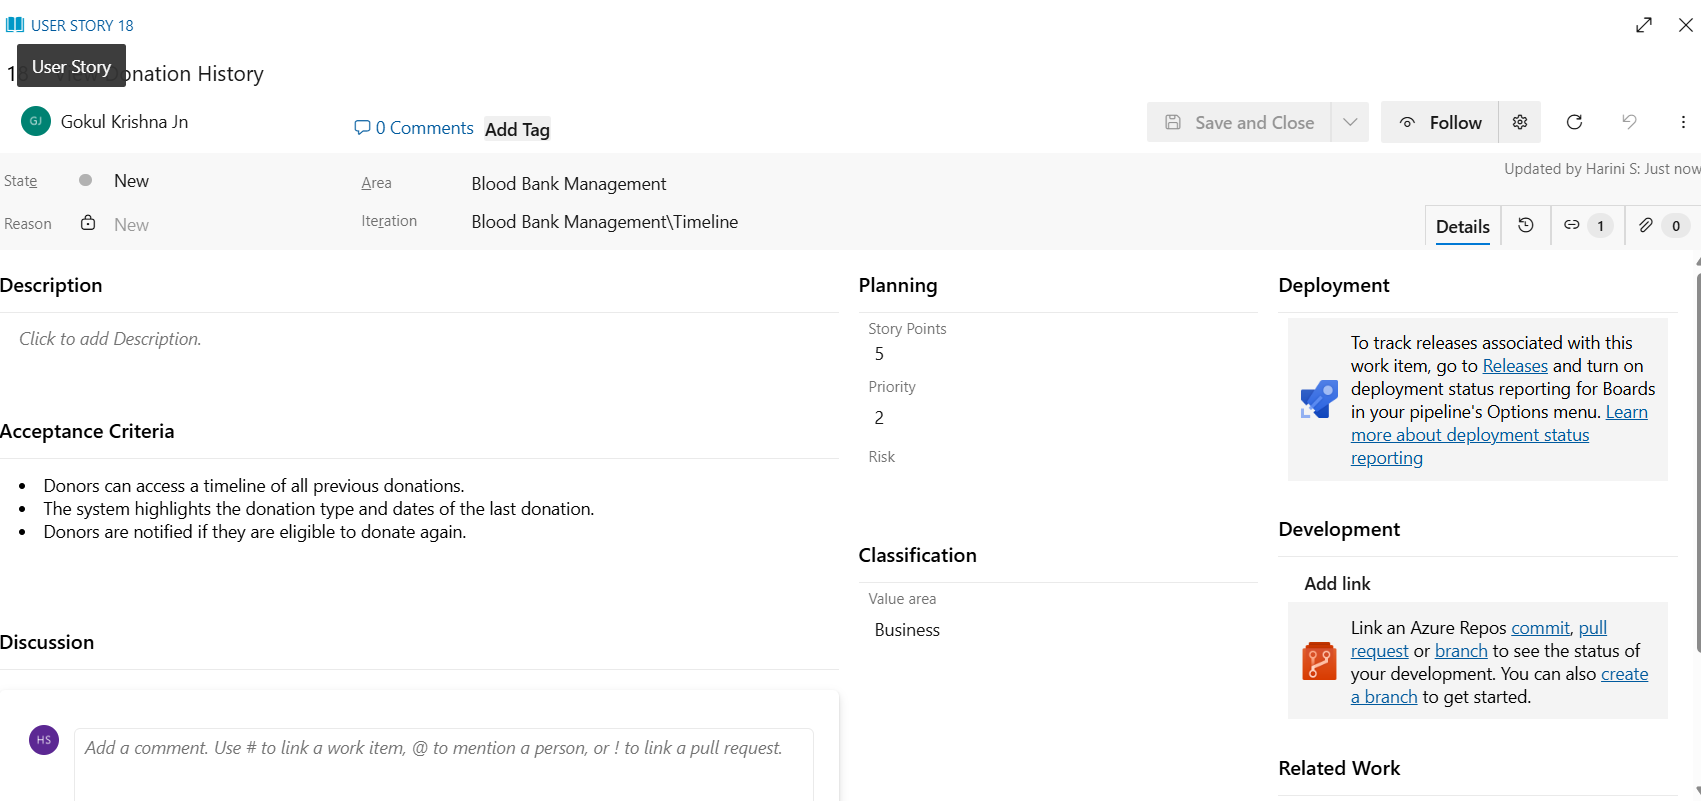 USER STORY 18
User Story
18
Donation History
GJ
Gokul Krishna Jn
0 Comments
Add Tag
Save and Close
Follow
State
New
Area
Blood Bank Management
Updated by Harini S: Just now
Reason
New
Iteration
Blood Bank Management\Timeline
Details
1
0
Description
Click to add Description.
Acceptance Criteria
Donors can access a timeline of all previous donations.
The system highlights the donation type and dates of the last donation.
Donors are notified if they are eligible to donate again.
Discussion
HS
Add a comment. Use # to link a work item, @ to mention a person, or ! to link a pull request.
Planning
Story Points
5
Priority
2
Risk
Classification
Value area
Business
Deployment
To track releases associated with this
work item, go to Releases and turn on
deployment status reporting for Boards
in your pipeline's Options menu. Learn
more about deployment status
reporting
Development
Add link
Link an Azure Repos commit, pull
request or branch to see the status of
your development. You can also create
a branch to get started.
Related Work